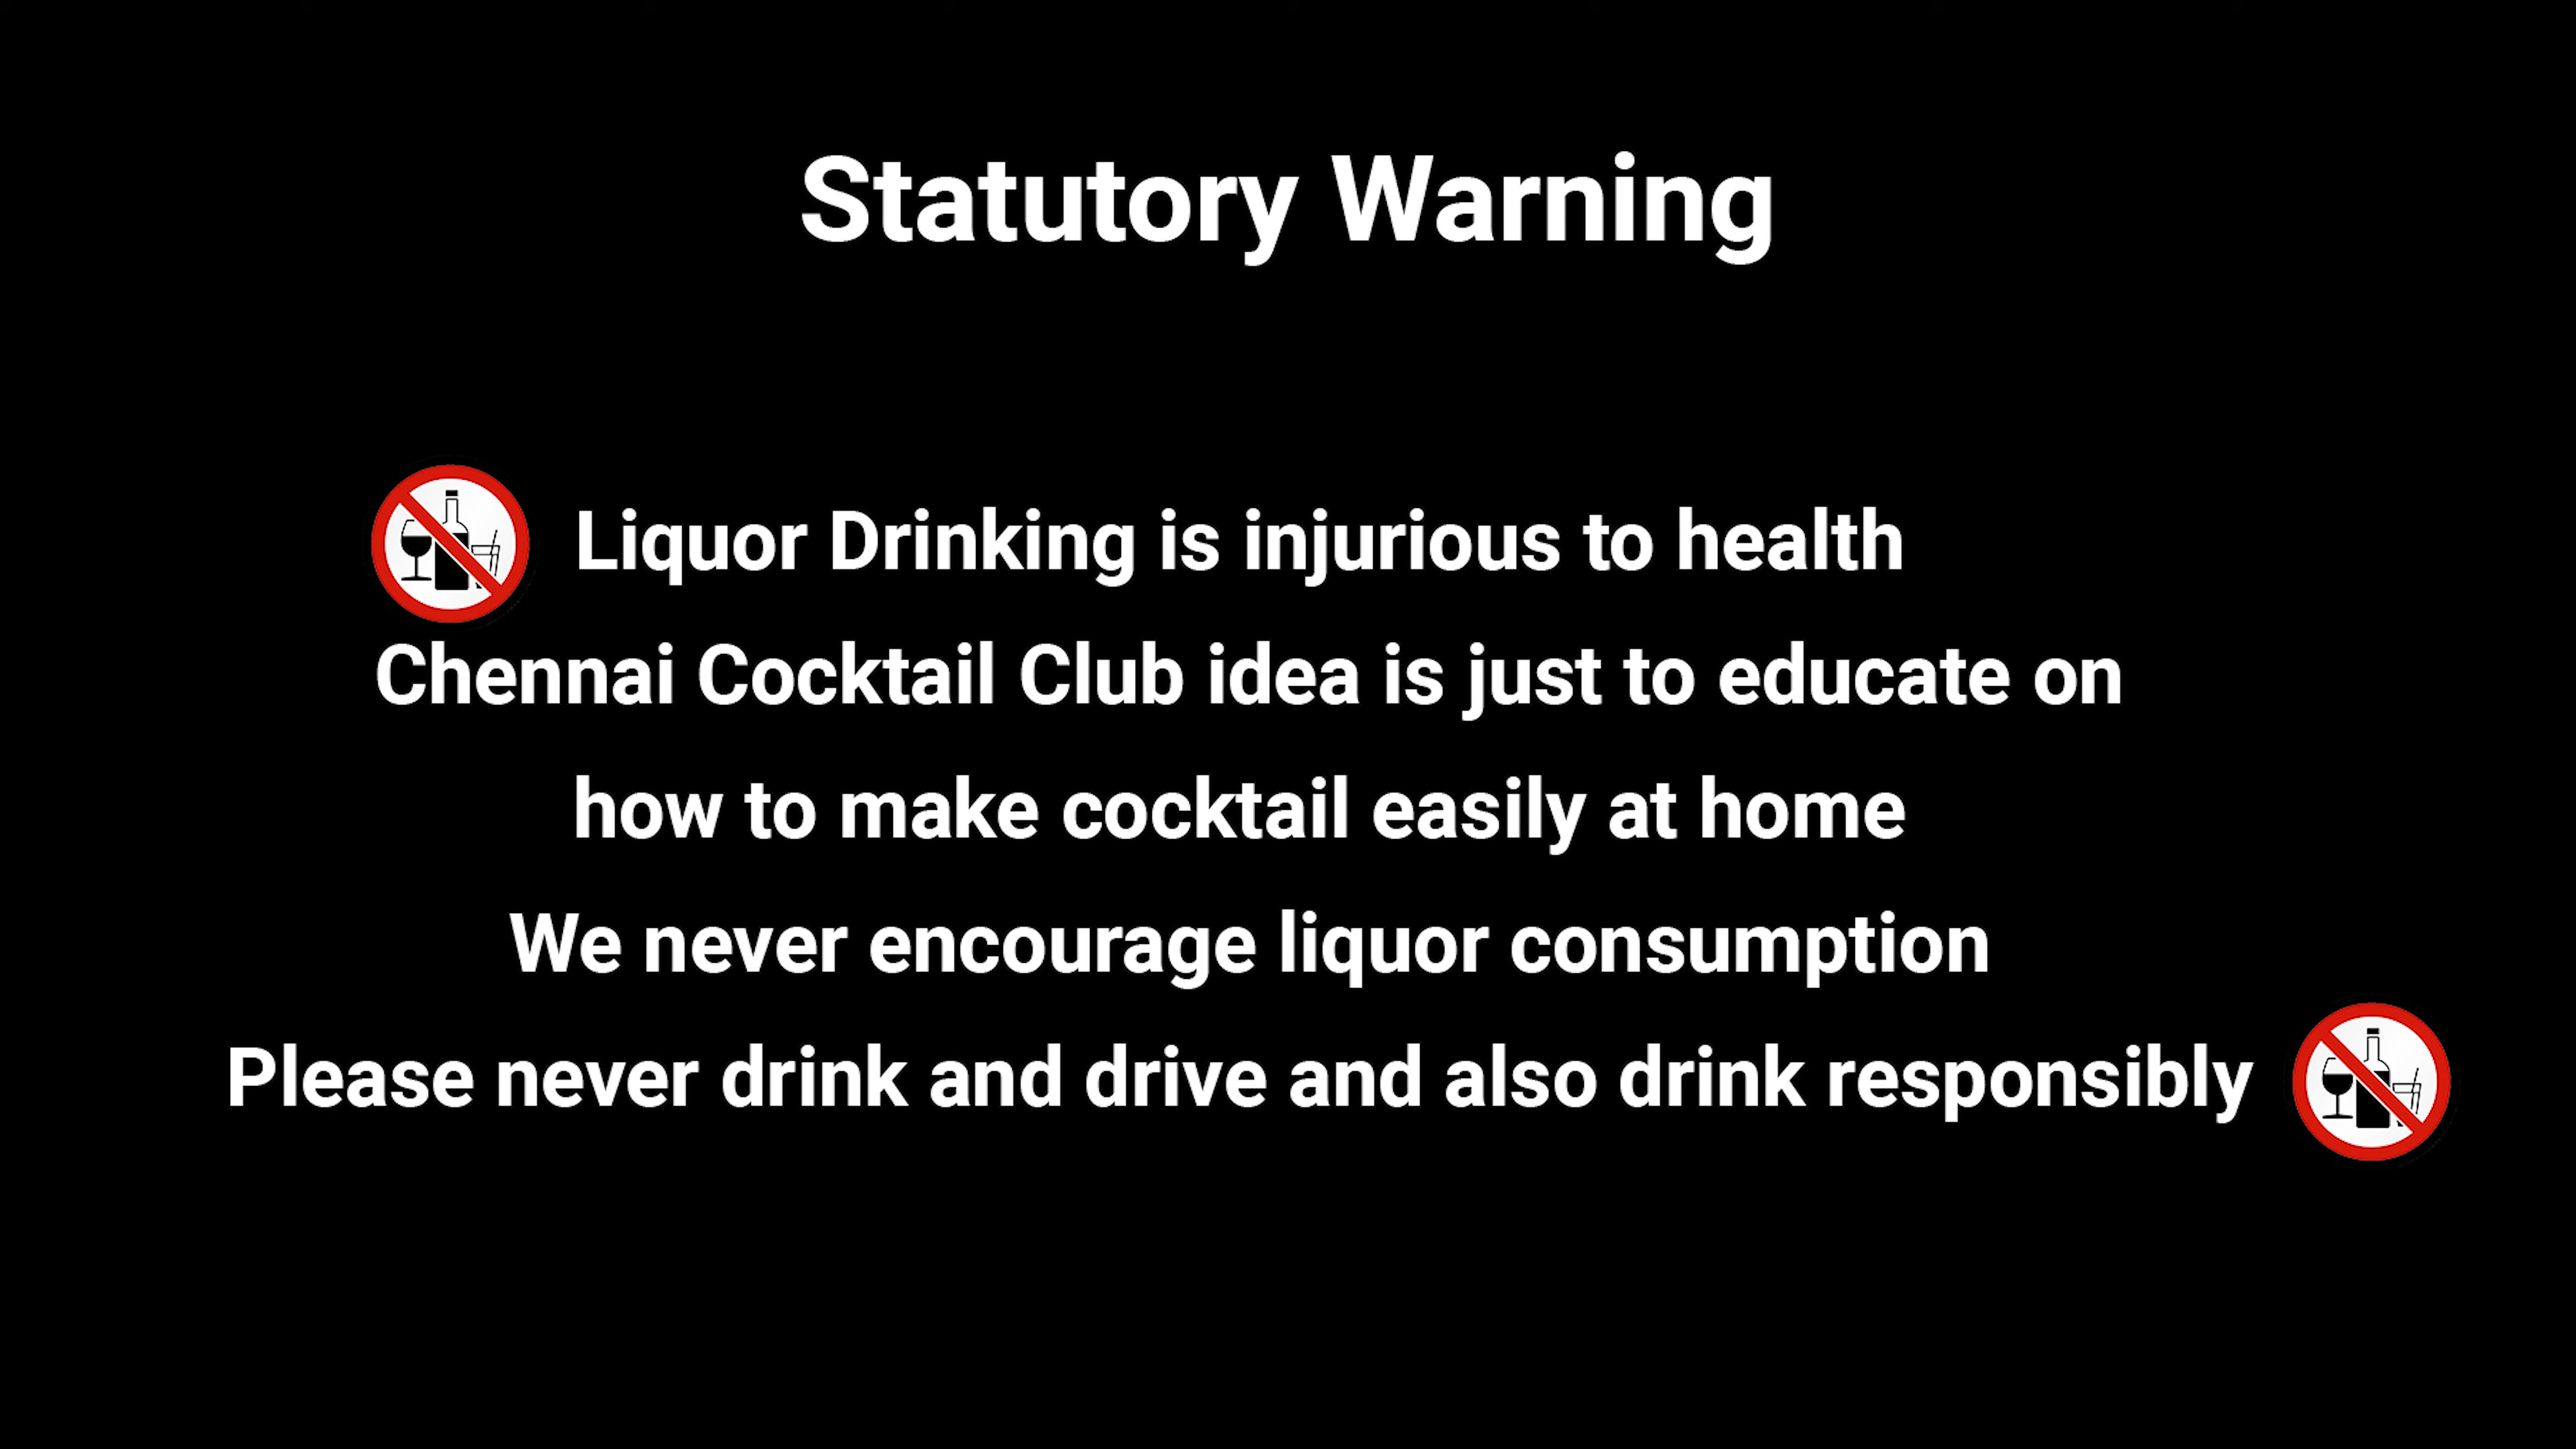 Statutory Warning
Liquor Drinking is injurious to health
Chennai Cocktail Club idea is just to educate on
how to make cocktail easily at home
We never encourage liquor consumption
Please never drink and drive and also drink responsibly